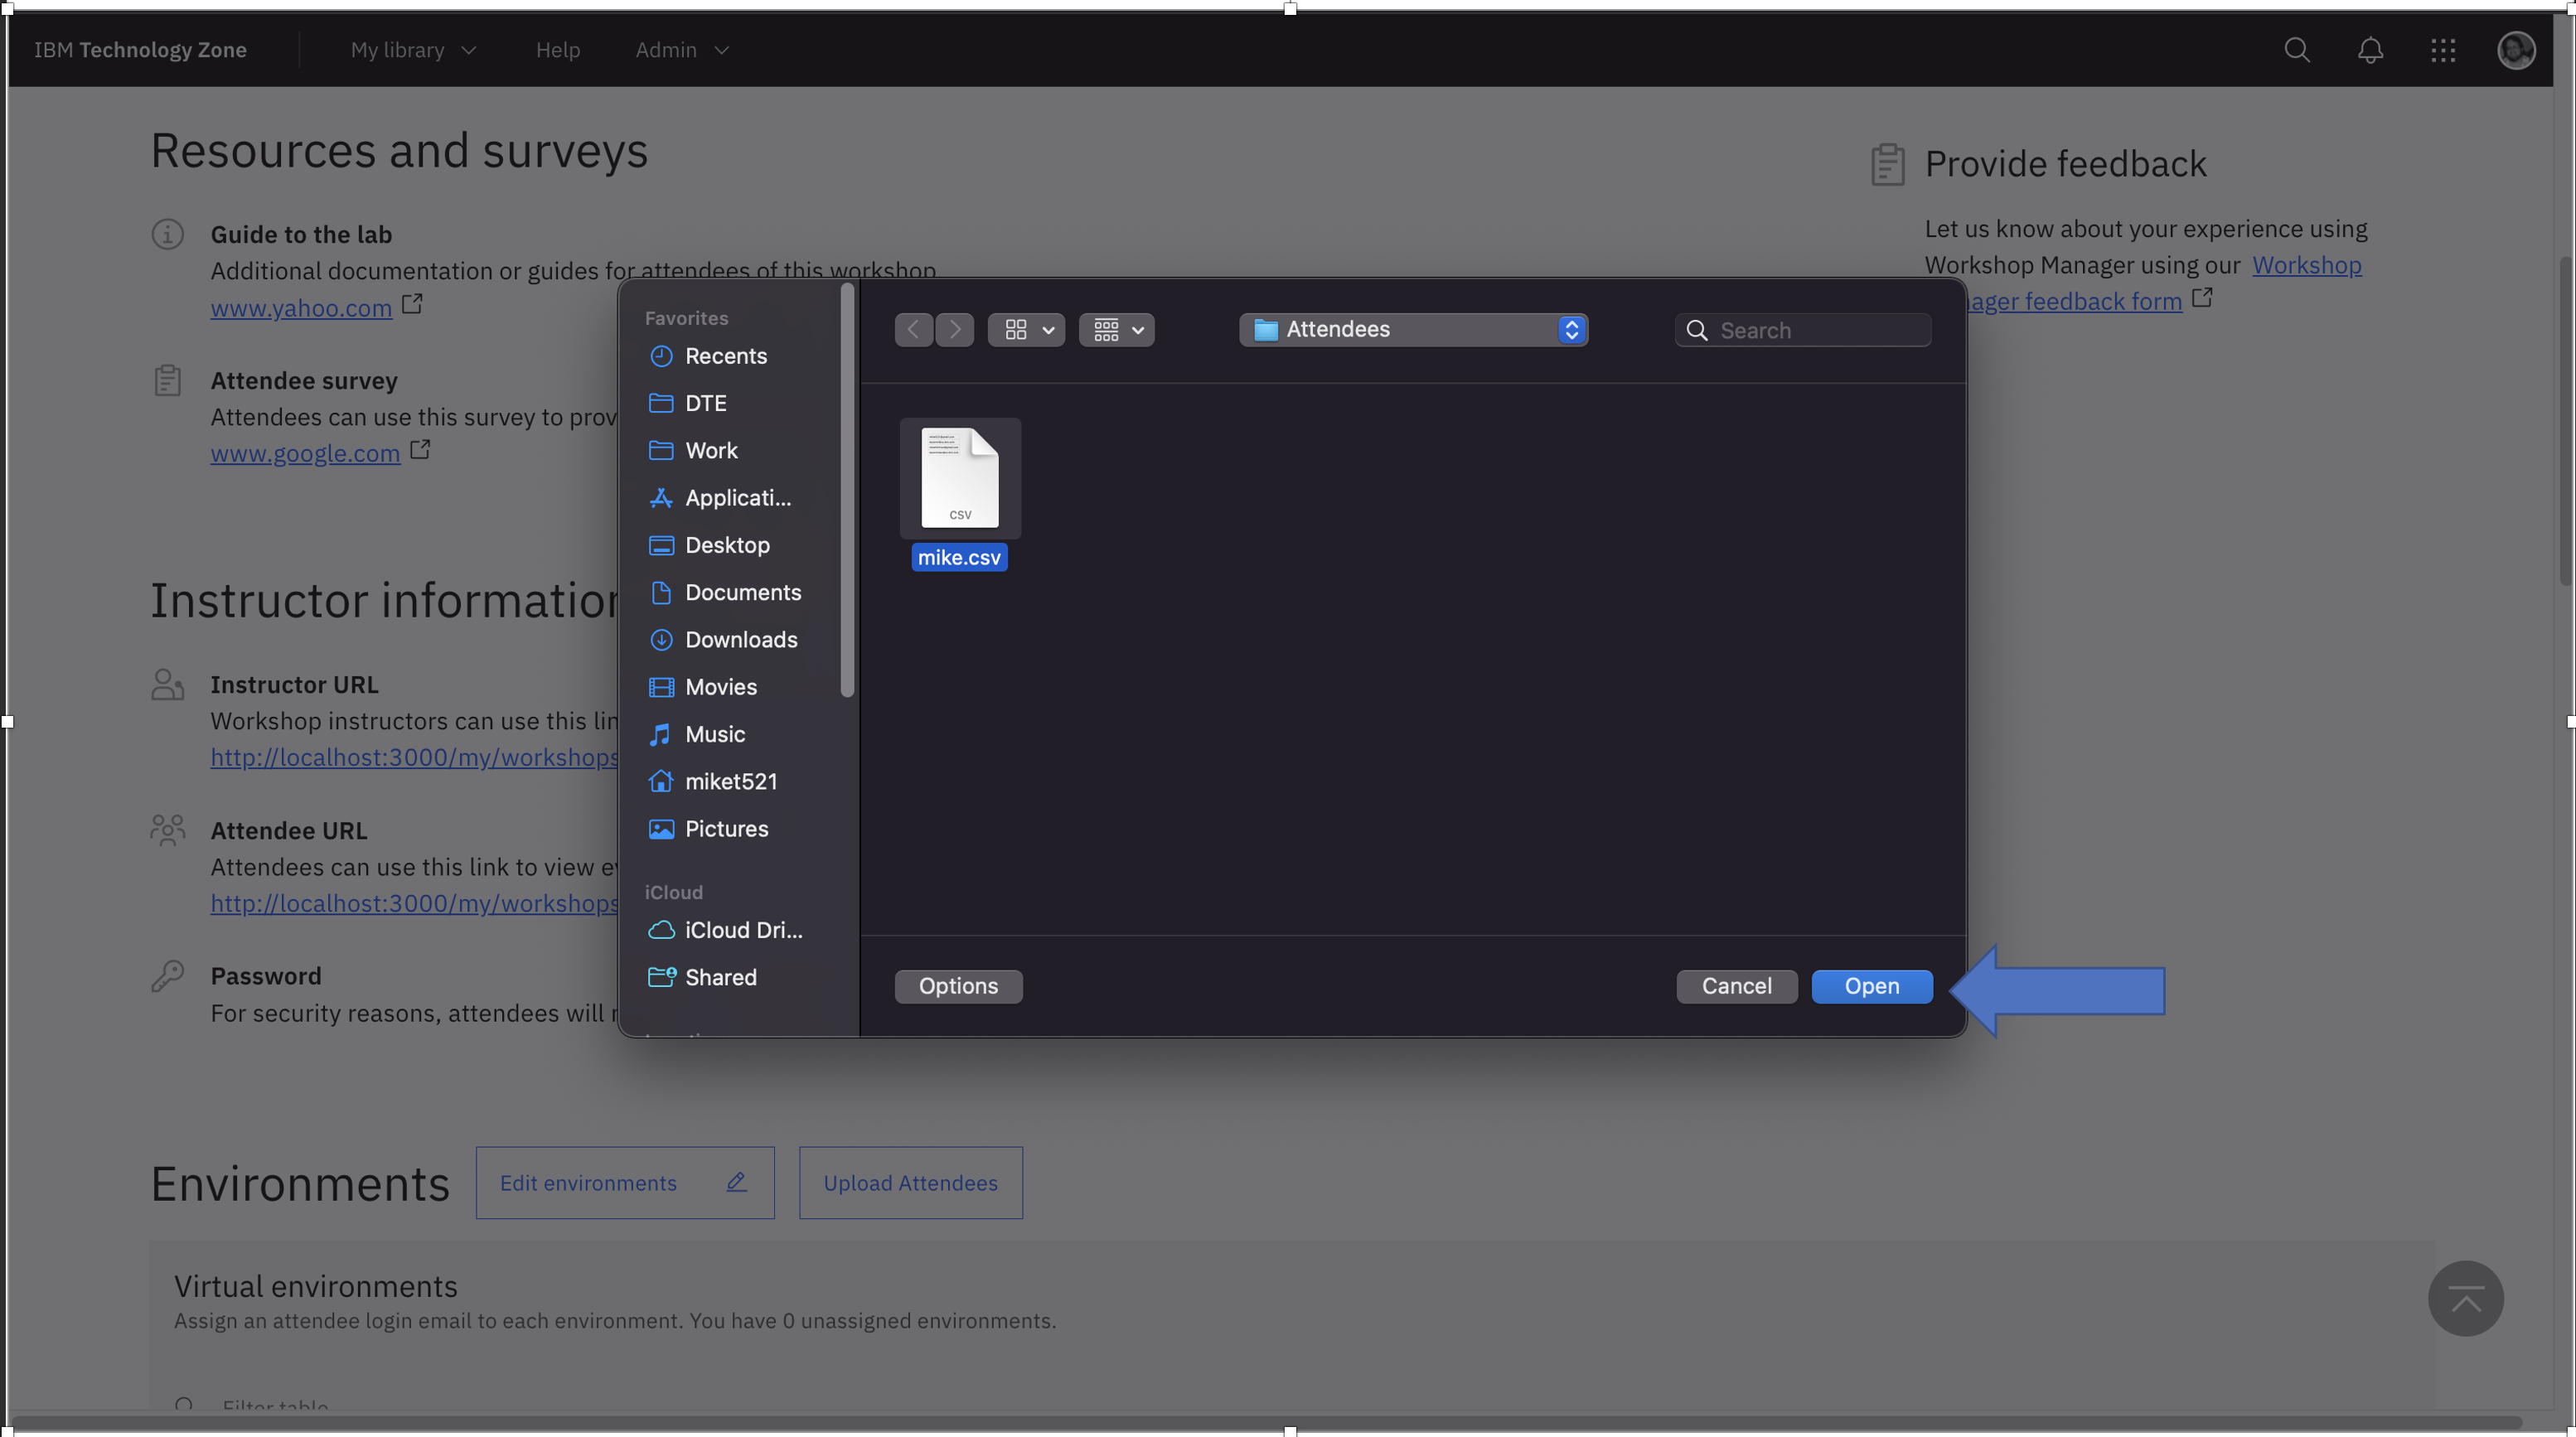 IBM Technology Zone
My library
Help
Admin
Resources and surveys
Guide to the lab
Additional documentation or guides for attendees of this workshop.
www.yahoo.com
Attendee survey
Attendees can use this survey to prov
www.google.com
Instructor information
Instructor URL
Workshop instructors can use this lin
http://localhost:3000/my/workshops
Attendee URL
Attendees can use this link to view ev
http://localhost:3000/my/workshops
Password
For security reasons, attendees will
Provide feedback
Let us know about your experience using
Workshop Manager using our Workshop
ager feedback form
Favorites
Recents
DTE
Work
Applicati...
Desktop
Documents
Downloads
Movies
Music
miket521
Pictures
iCloud
iCloud Dri...
Shared
Attendees
Search
CSV
mike.csv
Options
Cancel
Open
Environments
Edit environments
Upload Attendees
Virtual environments
Assign an attendee login email to each environment. You have 0 unassigned environments.
Filter table